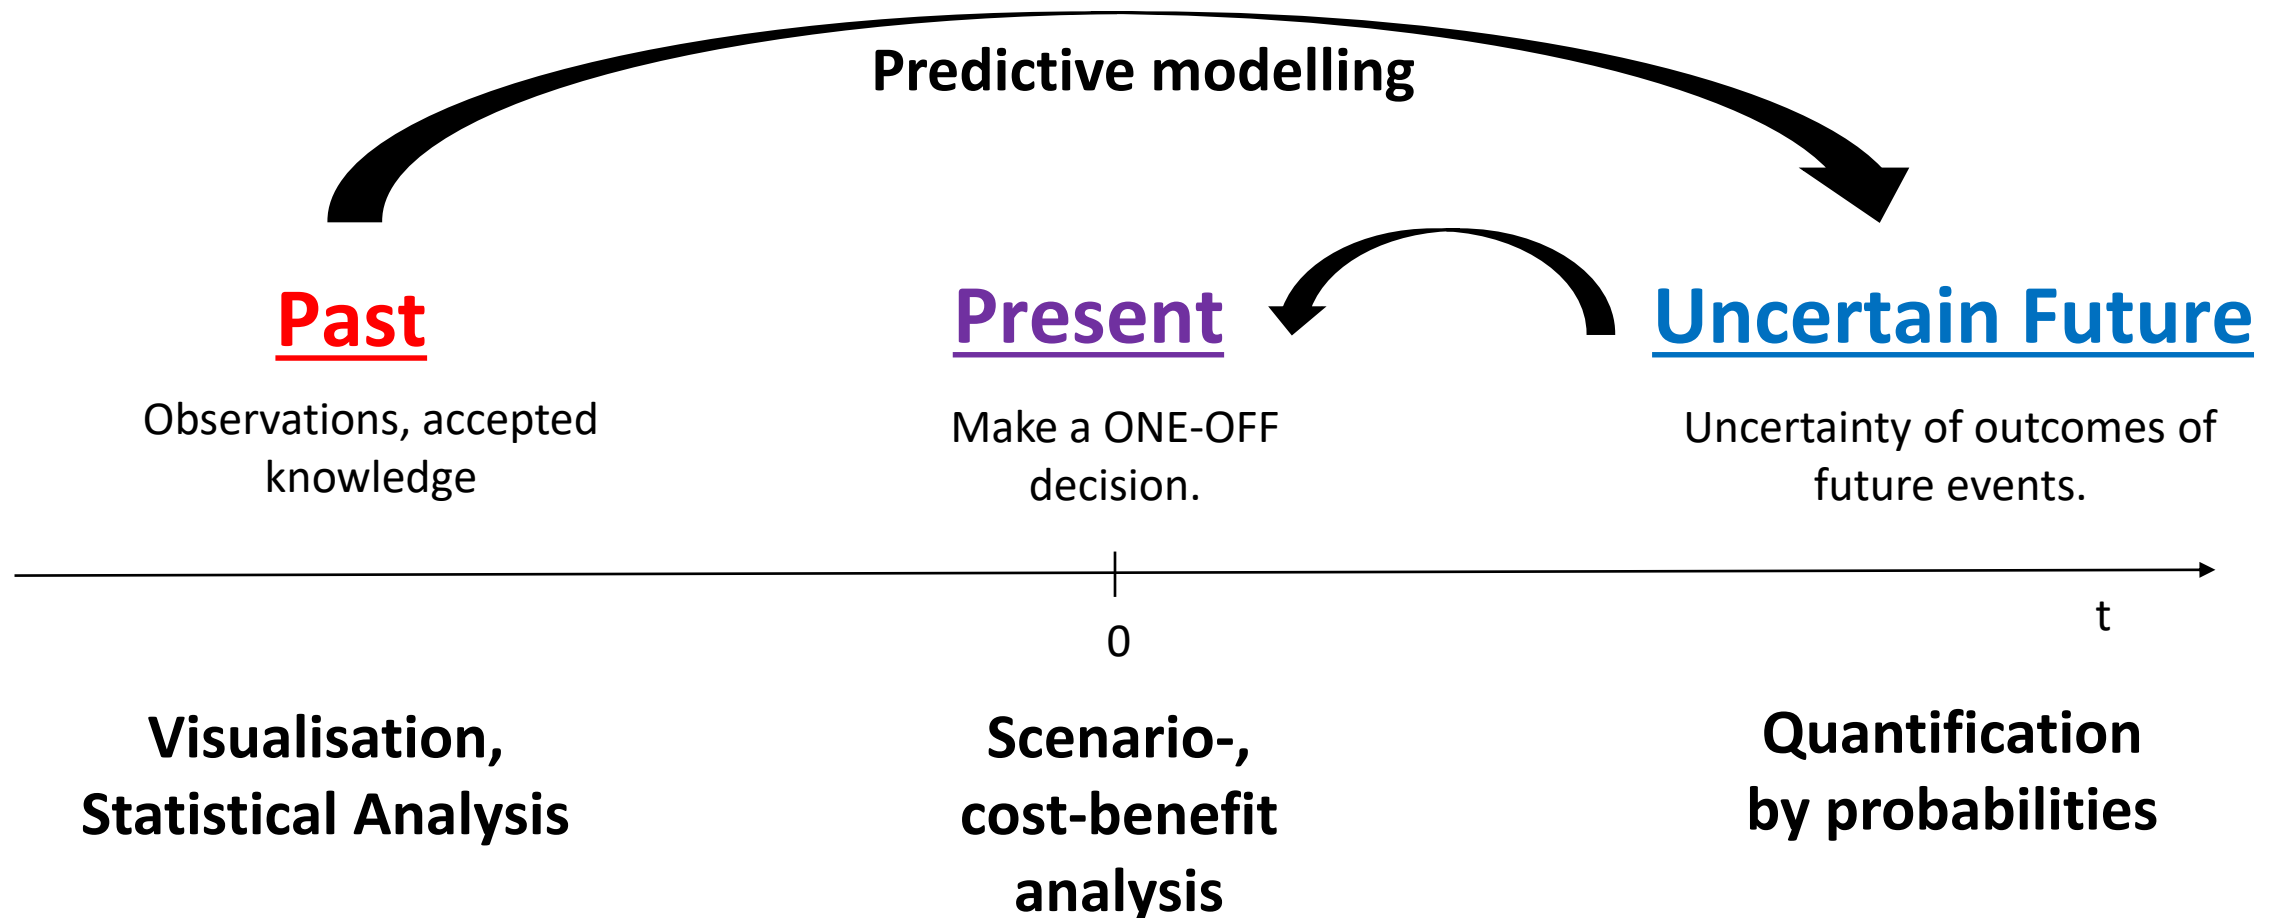 Predictive modelling
Past
Present
Uncertain Future
Observations, accepted
knowledge
Make a ONE-OFF
decision.
Uncertainty of outcomes of
future events.
0
t
Visualisation,
Statistical Analysis
Scenario-,
cost-benefit
analysis
Quantification
by probabilities